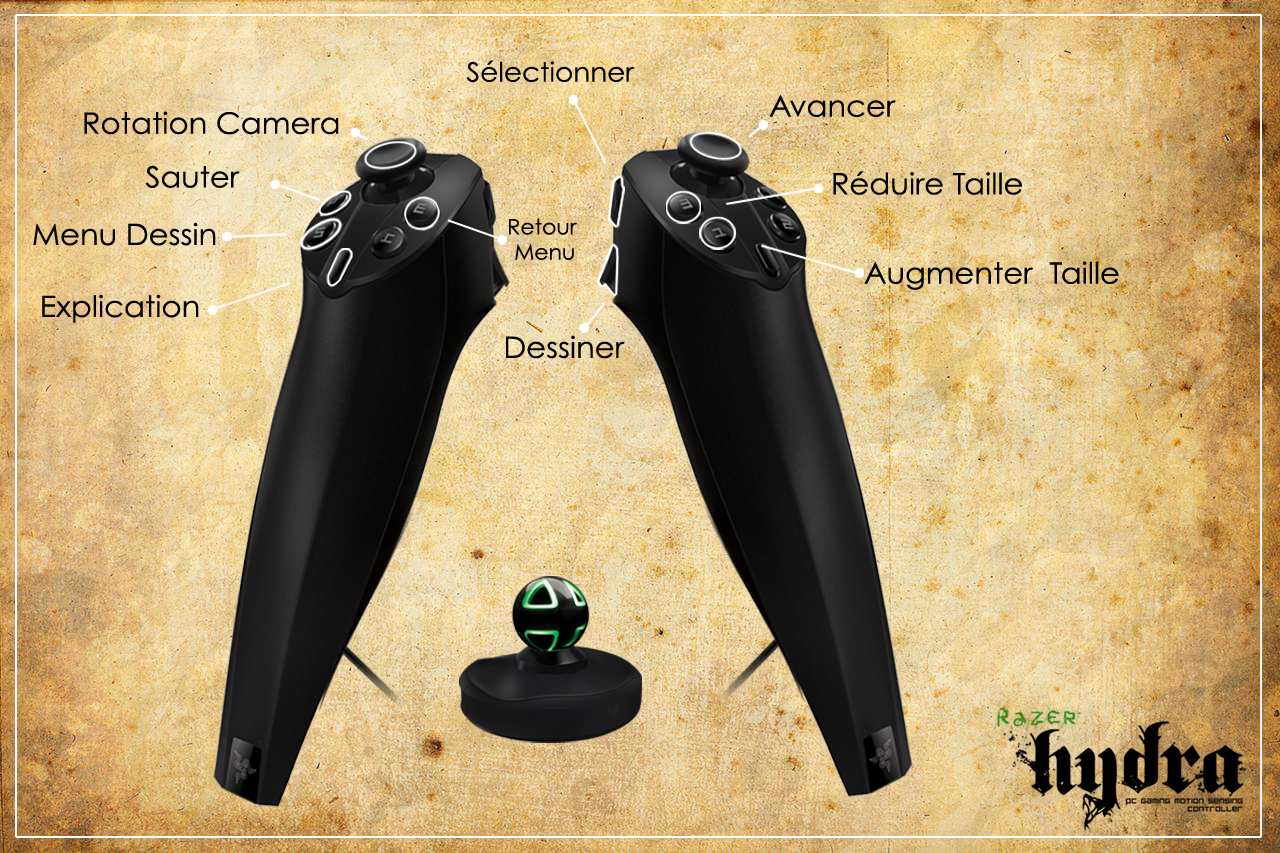 Sélectionner
Rotation Camera
Avancer
Sauter
Réduire Taille
Menu Dessin
Retour
Menu
Explication
Augmenter Taille
Dessiner
RAZER
hydra
PC GAMING MOTION SENSING
CONTROLLER